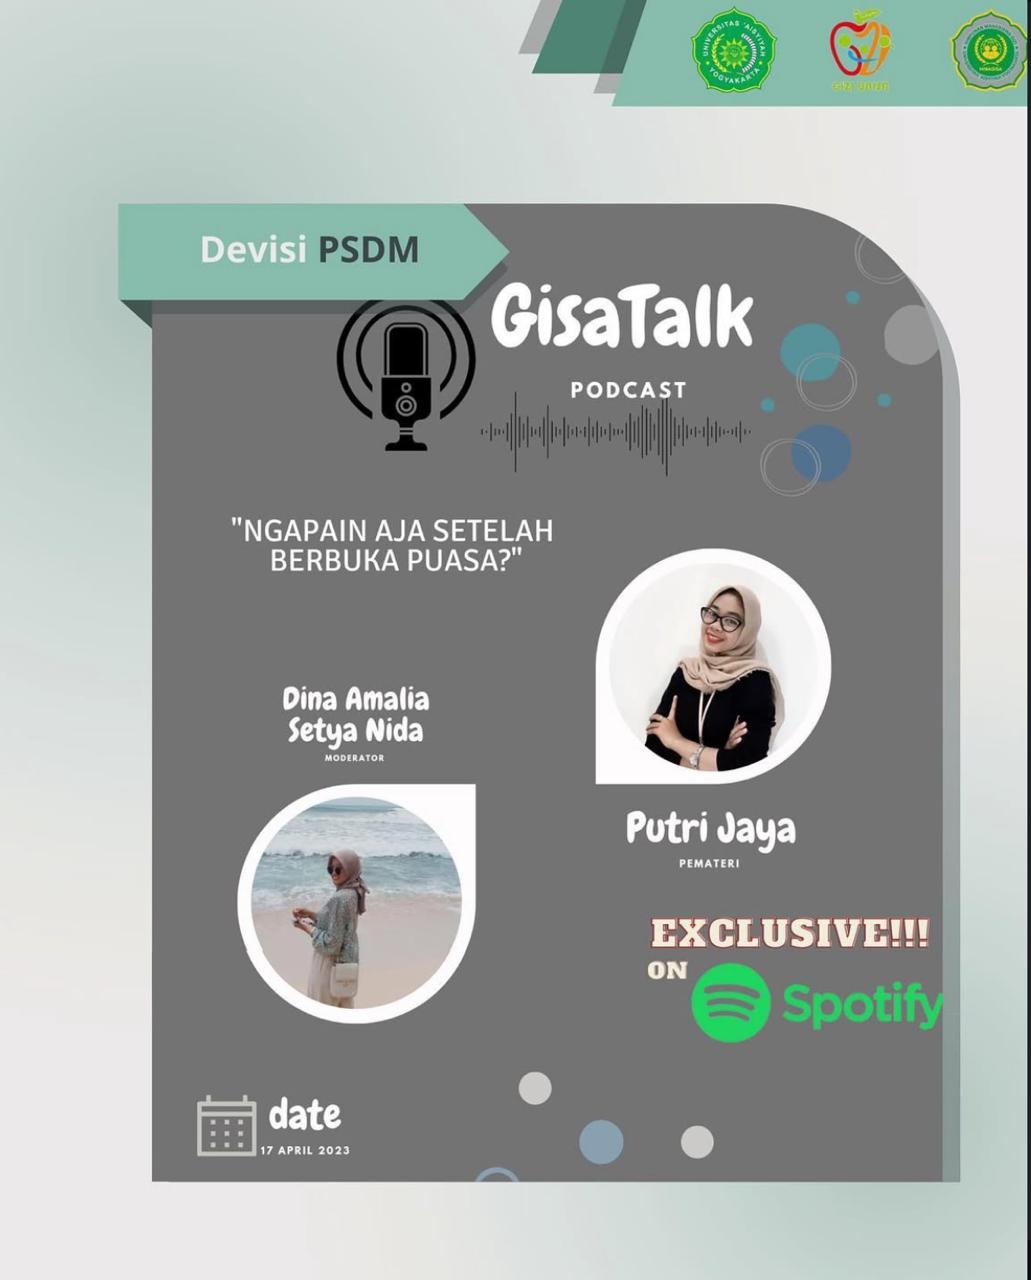 UNIVERSITAS 'AISYIYAH
YOGYAKARTA
GIZI UNISA
HIMAGISA
Devisi PSDM
GisaTalk
PODCAST
"NGAPAIN AJA SETELAH
BERBUKA PUASA?"
Dina Amalia
Setya Nida
MODERATOR
Putri Jaya
PEMATERI
EXCLUSIVE!!!
ON
Spotify
date
17 APRIL 2023